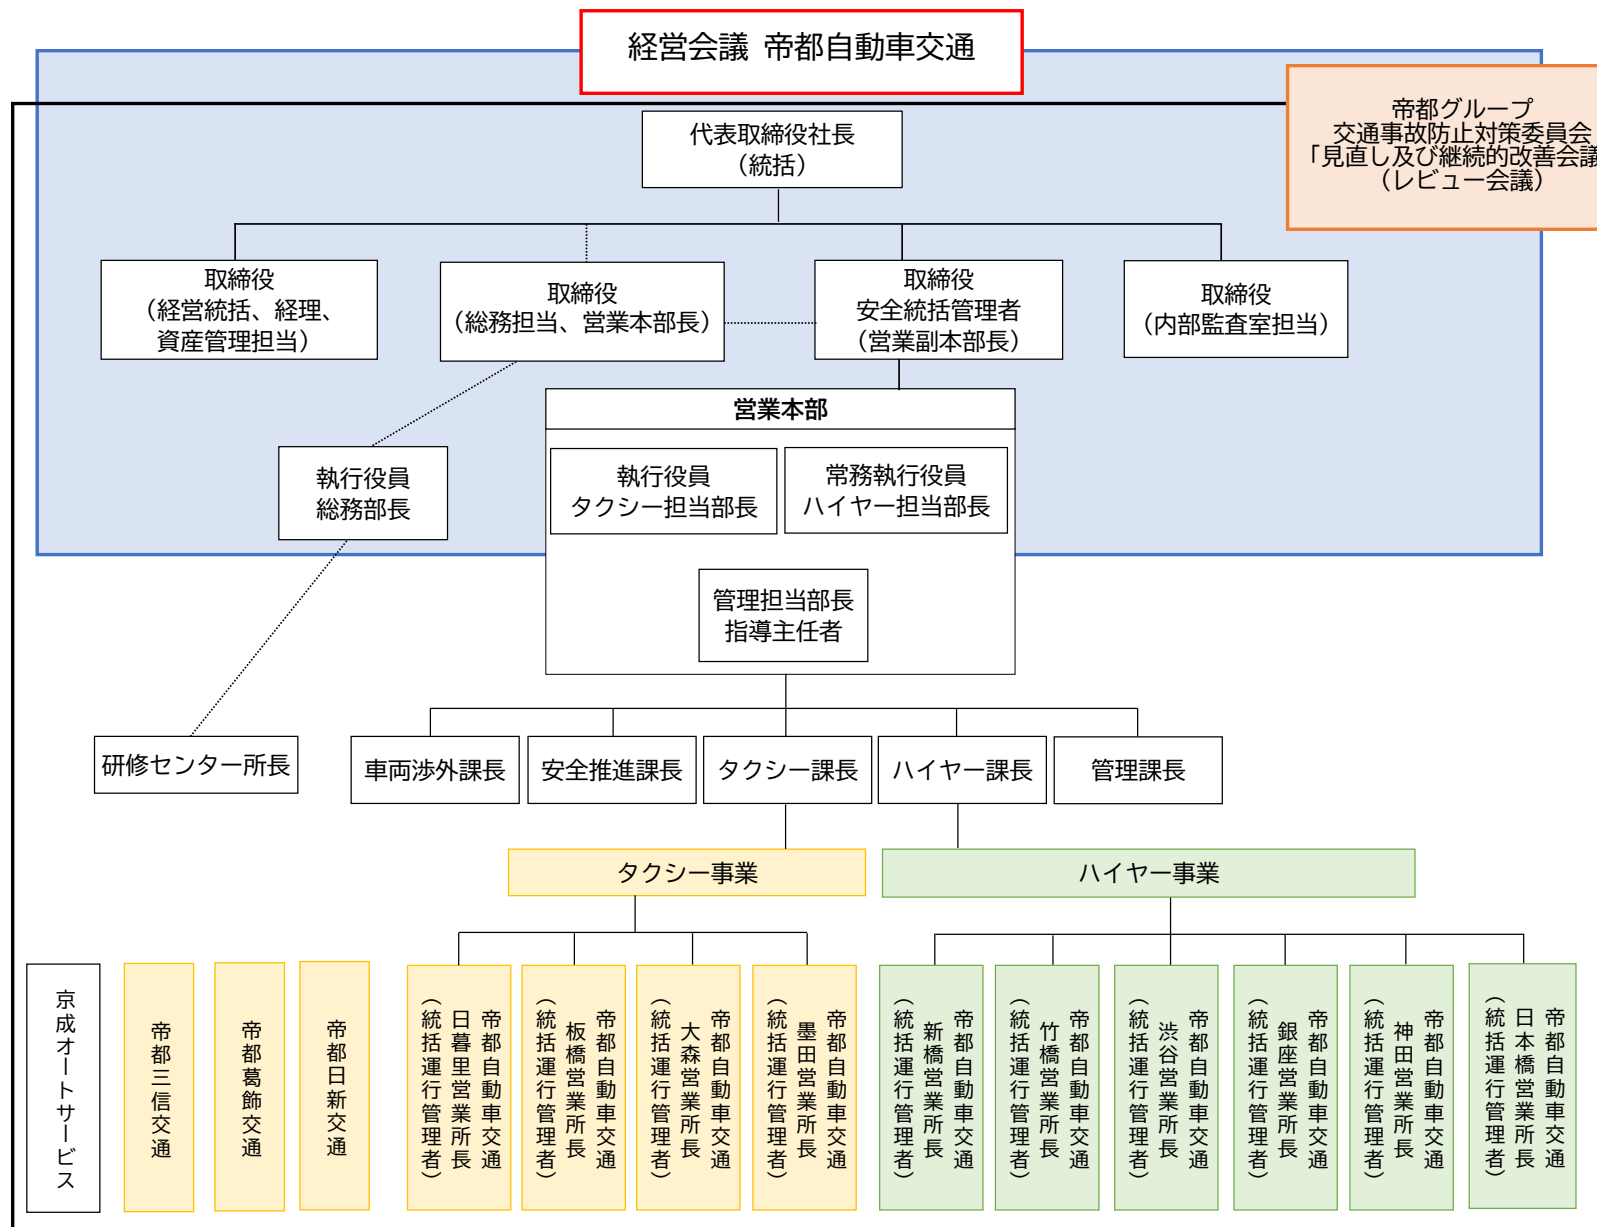 経営会議 帝都自動車交通
帝都グループ
交通事故防止対策委員会
「見直し及び継続的改善会議
（レビュー会議）
代表取締役社長
（統括）
取締役
（経営統括、経理、
資産管理担当）
取締役
（総務担当、営業本部長）
取締役
安全統括管理者
（営業副本部長）
取締役
（内部監査室担当）
営業本部
執行役員
総務部長
執行役員
タクシー担当部長
常務執行役員
ハイヤー担当部長
管理担当部長
指導主任者
研修センター所長
車両渉外課長
安全推進課長
タクシー課長
ハイヤー課長
管理課長
タクシー事業
ハイヤー事業
京成オートサービス
帝都三信交通
帝都葛飾交通
帝都日新交通
帝都自動車交通
日暮里営業所長
（統括運行管理者）
帝都自動車交通
板橋営業所長
（統括運行管理者）
帝都自動車交通
大森営業所長
（統括運行管理者）
帝都自動車交通
墨田営業所長
（統括運行管理者）
帝都自動車交通
新橋営業所長
（統括運行管理者）
帝都自動車交通
竹橋営業所長
（統括運行管理者）
帝都自動車交通
渋谷営業所長
（統括運行管理者）
帝都自動車交通
銀座営業所長
（統括運行管理者）
帝都自動車交通
神田営業所長
（統括運行管理者）
帝都自動車交通
日本橋営業所長
（統括運行管理者）